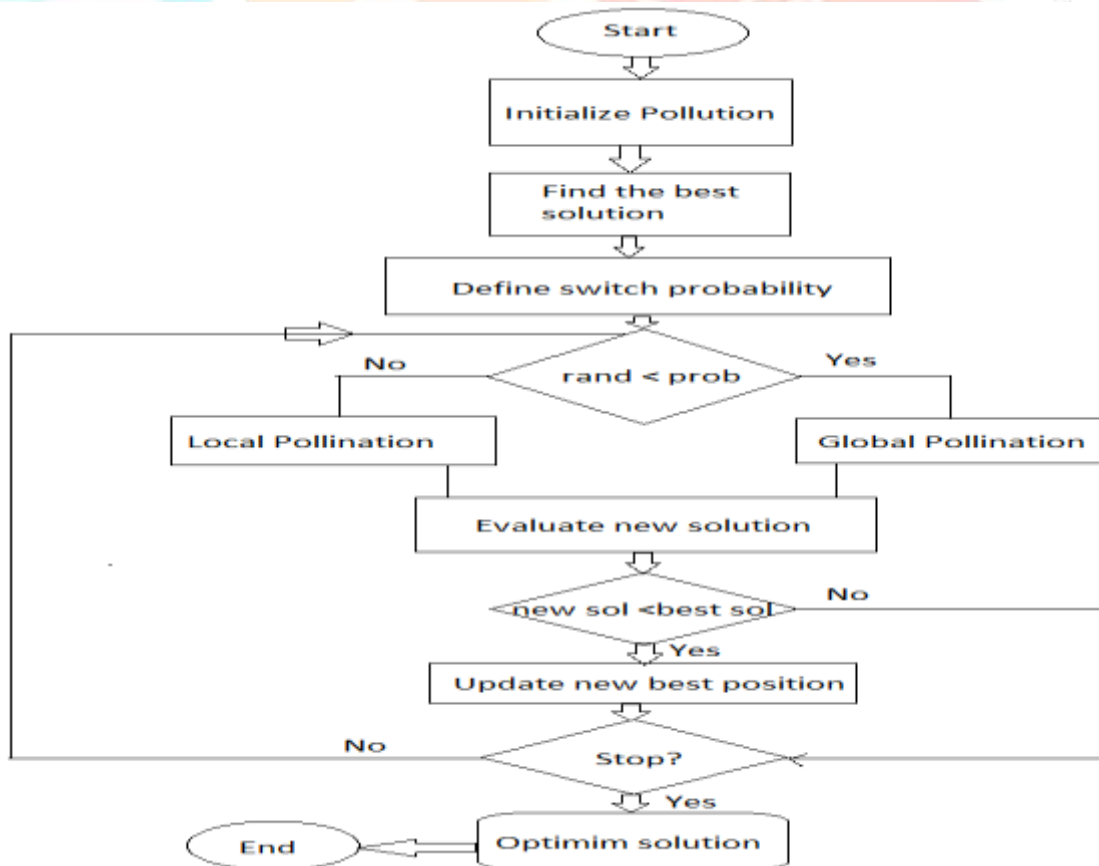 Start
Initialize Pollution
Find the best
solution
Define switch probability
No
rand < prob
Yes
Local Pollination
Global Pollination
Evaluate new solution
new sol <best sol
No
Yes
Update new best position
No
Stop?
Yes
Optimim solution
End